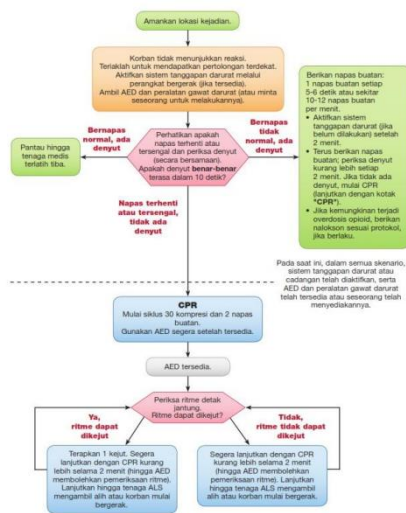 Amankan lokasi kejadian.
Korban tidak menunjukkan reaksi.
Teriaklah untuk mendapatkan pertolongan terdekat.
Aktifkan sistem tanggapan darurat melalui
perangkat bergerak (jika tersedia).
Ambil AED dan peralatan gawat darurat (atau minta
seseorang untuk melakukannya).
Bernapas
normal, ada
denyut
Pantau hingga
tenaga medis
terlatih tiba.
Perhatikan apakah
napas terhenti atau
tersengal dan periksa denyut
(secara bersamaan).
Apakah denyut benar-benar
terasa dalam 10 detik?
Bernapas
tidak
normal, ada
denyut
Berikan napas buatan:
1 napas buatan setiap
5-6 detik atau sekitar
10-12 napas buatan
per menit.
• Aktifkan sistem
tanggapan darurat (jika
belum dilakukan) setelah
2 menit.
• Terus berikan napas
buatan; periksa denyut
kurang lebih setiap
2 menit. Jika tidak ada
denyut, mulai CPR
(lanjutkan dengan kotak
"CPR").
• Jika kemungkinan terjadi
overdosis opioid, berikan
nalokson sesuai protokol,
jika berlaku.
Napas terhenti
atau tersengal,
tidak ada
denyut
Pada saat ini, dalam semua skenario,
sistem tanggapan darurat atau
cadangan telah diaktifkan, serta
AED dan peralatan gawat darurat
telah tersedia atau seseorang telah
menyediakannya.
CPR
Mulai siklus 30 kompresi dan 2 napas
buatan.
Gunakan AED segera setelah tersedia.
AED tersedia.
Periksa ritme detak
jantung.
Ritme dapat dikejut?
Ya,
ritme dapat
dikejut
Tidak,
ritme tidak dapat
dikejut
Terapkan 1 kejut. Segera
lanjutkan dengan CPR kurang
lebih selama 2 menit (hingga AED
membolehkan pemeriksaan ritme).
Lanjutkan hingga tenaga ALS
mengambil alih atau korban mulai
bergerak.
Segera lanjutkan dengan CPR
kurang lebih selama 2 menit
(hingga AED membolehkan
pemeriksaan ritme). Lanjutkan
hingga tenaga ALS mengambil
alih atau korban mulai bergerak.